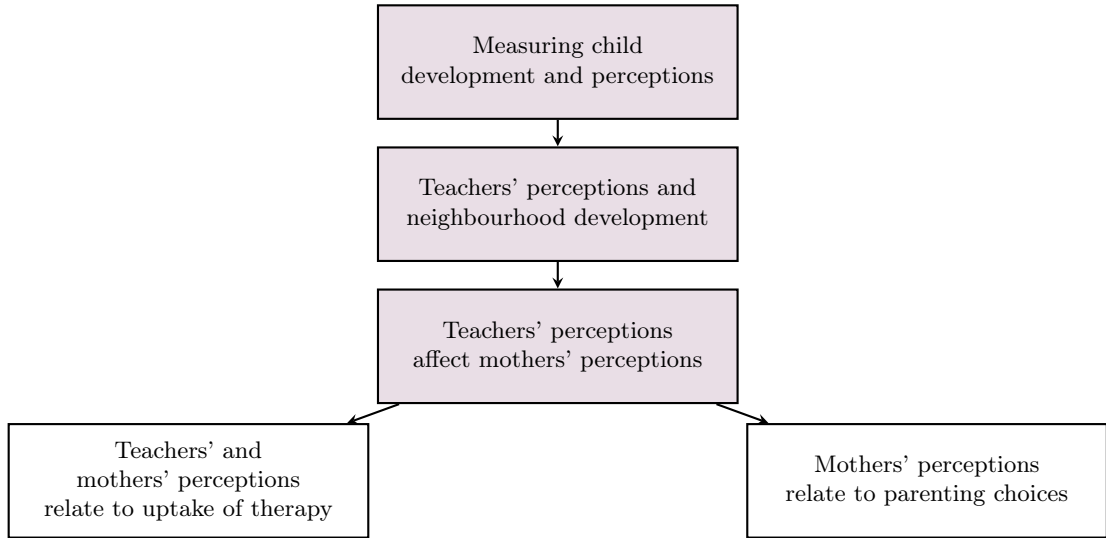 Measuring child
development and perceptions
Teachers’ perceptions and
neighbourhood development
Teachers’ perceptions
affect mothers’ perceptions
Teachers’ and
mothers’ perceptions
relate to uptake of therapy
Mothers’ perceptions
relate to parenting choices